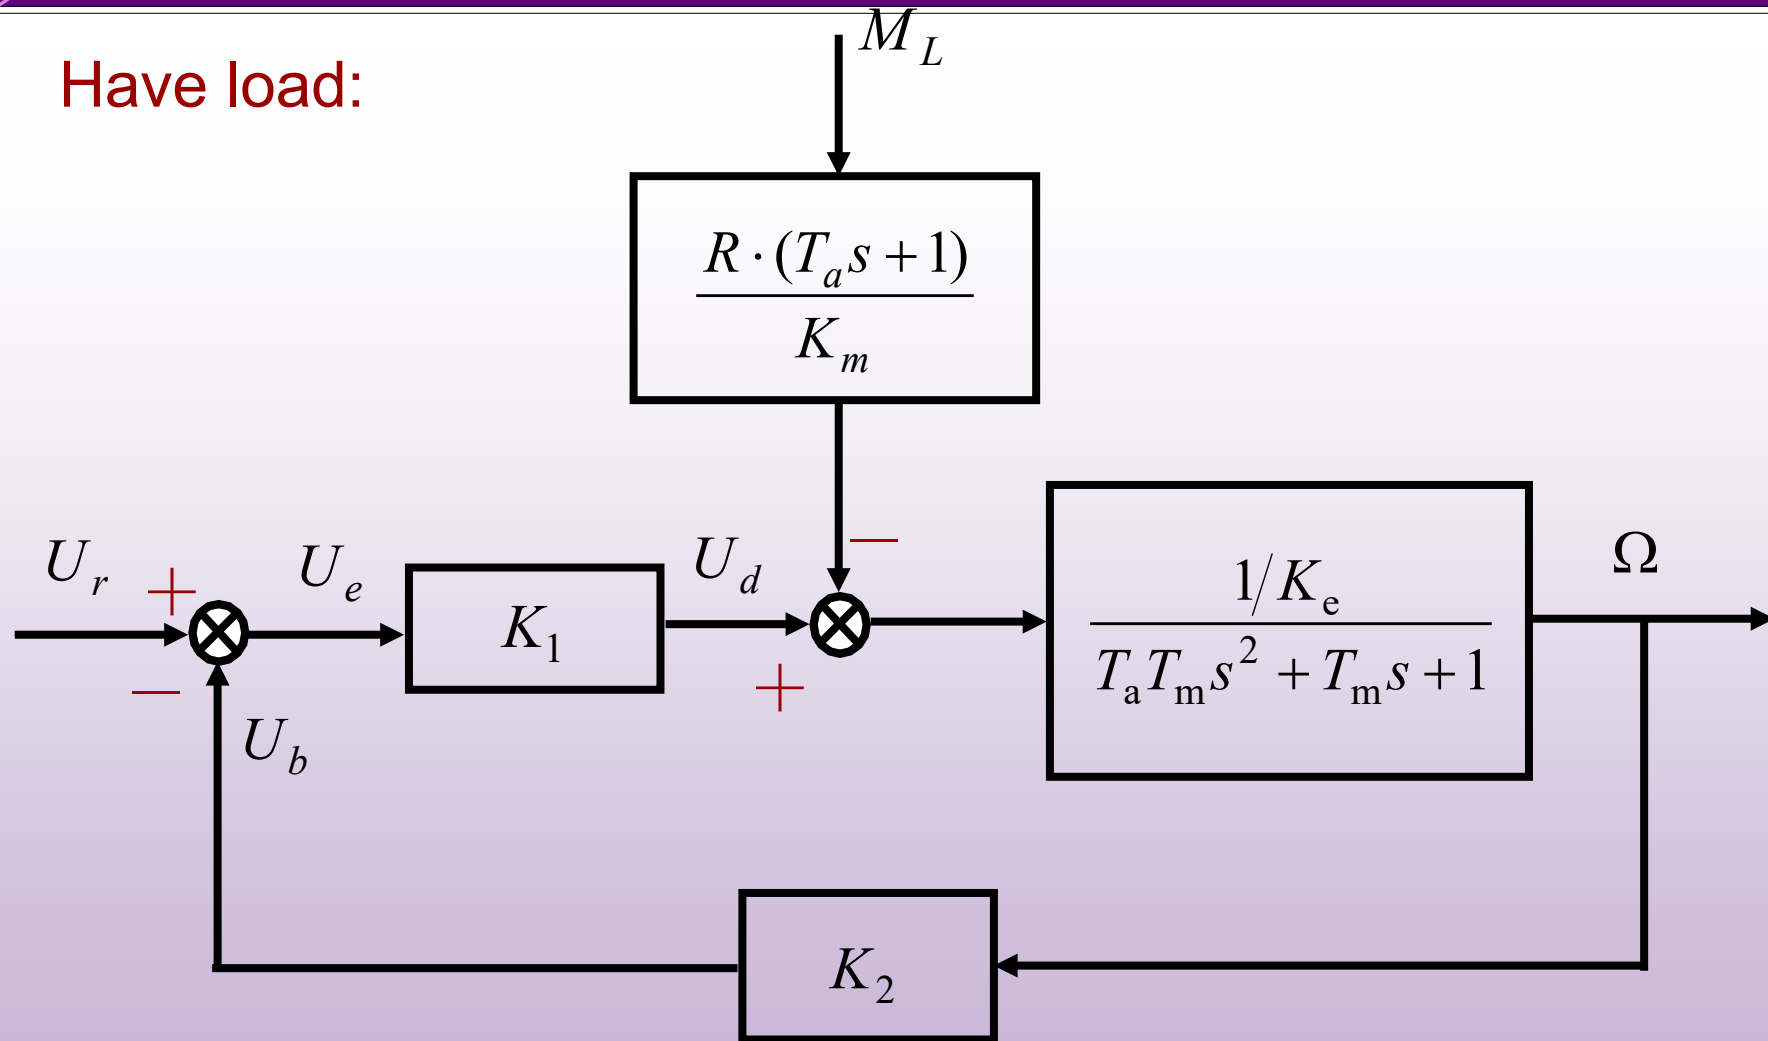 M_L
Have load:
R · (T_a s + 1)
K_m
U_r
+
U_e
K_1
U_d
−
1/K_e
T_a T_m s^2 + T_m s + 1
Ω
−
+
U_b
K_2